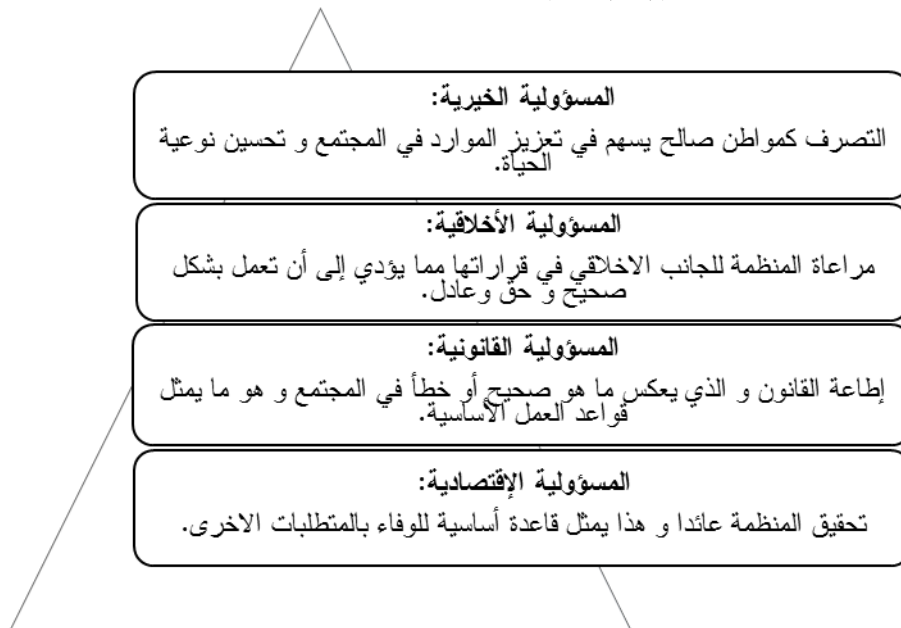 المسؤولية الخيرية:
التصرف كمواطن صالح يسهم في تعزيز الموارد في المجتمع و تحسين نوعية
الحياة.
المسؤولية الأخلاقية:
مراعاة المنظمة للجانب الاخلاقي في قراراتها مما يؤدي إلى أن تعمل بشكل
صحيح و حق وعادل.
المسؤولية القانونية:
إطاعة القانون و الذي يعكس ما هو صحيح أو خطأ في المجتمع و هو ما يمثل
قواعد العمل الأساسية.
المسؤولية الإقتصادية:
تحقيق المنظمة عائدا و هذا يمثل قاعدة أساسية للوفاء بالمتطلبات الاخرى.